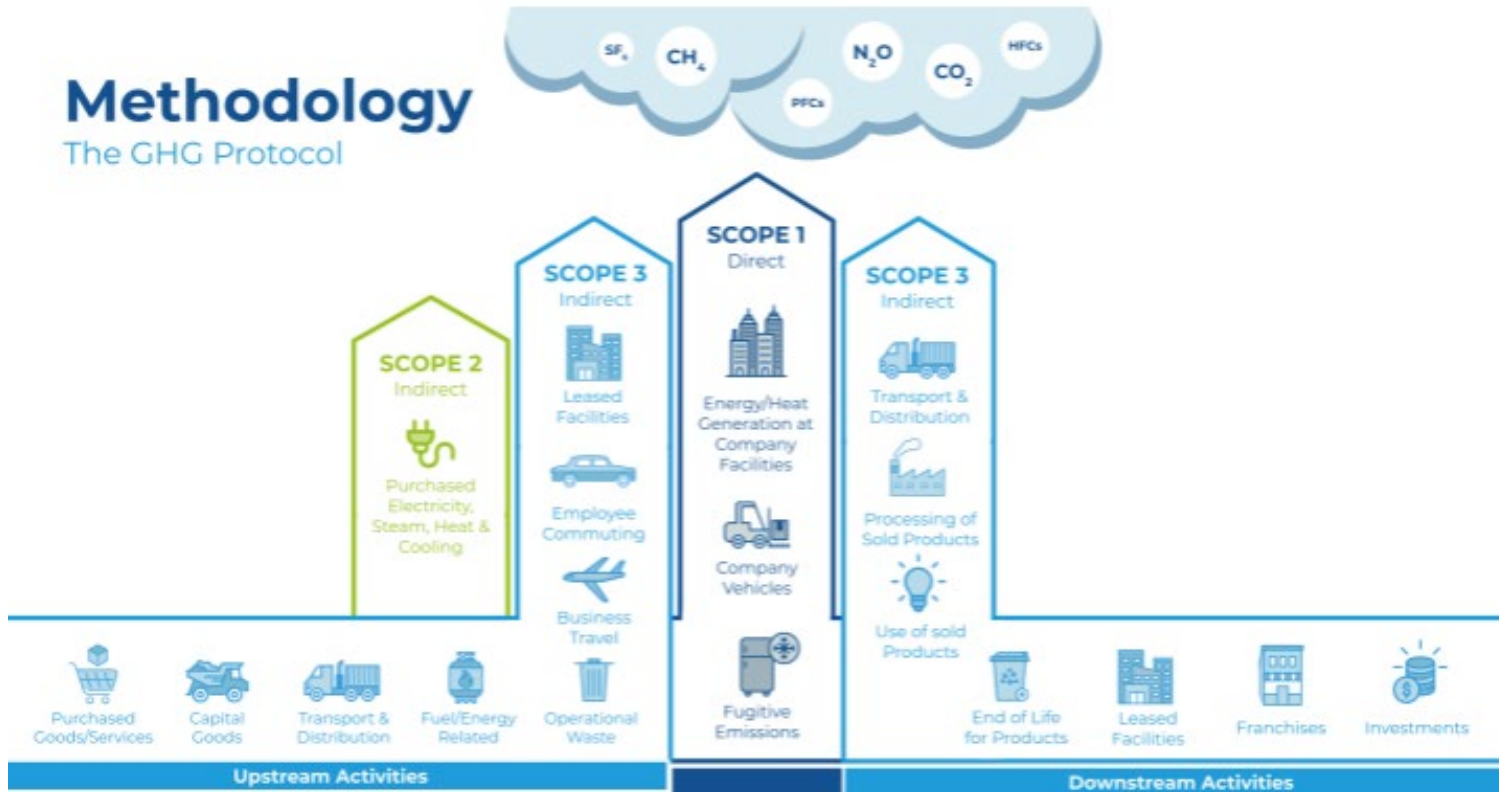 Methodology
The GHG Protocol
SF₆
CH₄
PFCs
N₂O
CO₂
HFCs
SCOPE 2
Indirect
Purchased
Electricity,
Steam, Heat &
Cooling
SCOPE 3
Indirect
Leased
Facilities
Employee
Commuting
Business
Travel
SCOPE 1
Direct
Energy/Heat
Generation at
Company
Facilities
Company
Vehicles
Fugitive
Emissions
SCOPE 3
Indirect
Transport &
Distribution
Processing of
Sold Products
Use of sold
Products
Purchased
Goods/Services
Capital
Goods
Transport &
Distribution
Fuel/Energy
Related
Operational
Waste
End of Life
for Products
Leased
Facilities
Franchises
Investments
Upstream Activities
Downstream Activities